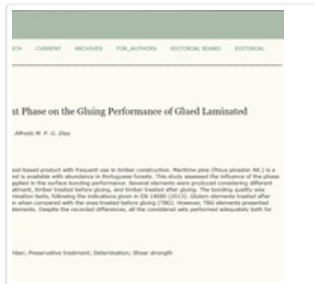 CH CURRENT ARCHIVES FOR_AUTHORS EDITORIAL BOARD EDITORIAL
nt Phase on the Gluing Performance of Glued Laminated
Alfredo M. P. G. Dias
ood-based product with frequent use in timber construction. Maritime pine (Pinus pinaster Ait.) is a
nd is available with abundance in Portuguese forests. This study assessed the influence of the phase
applied in the surface bonding performance. Several elements were produced considering different
atment, timber treated before gluing, and timber treated after gluing. The bonding quality was
mination tests, following the indications given in EN 14080 (2013). Glulam elements treated after
n when compared with the ones treated before gluing (TBG). However, TBG elements presented
elements. Despite the recorded differences, all the considered sets performed adequately both for
mber; Preservative treatment; Delamination; Shear strength